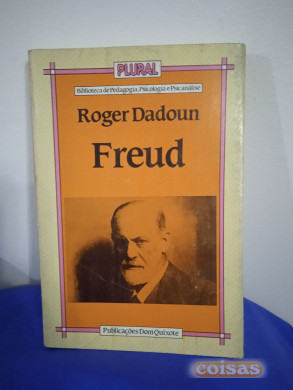 PLURAL
Biblioteca de Pedagogia, Psicologia e Psicanálise
Roger Dadoun
Freud
Publicações Dom Quixote
coisas